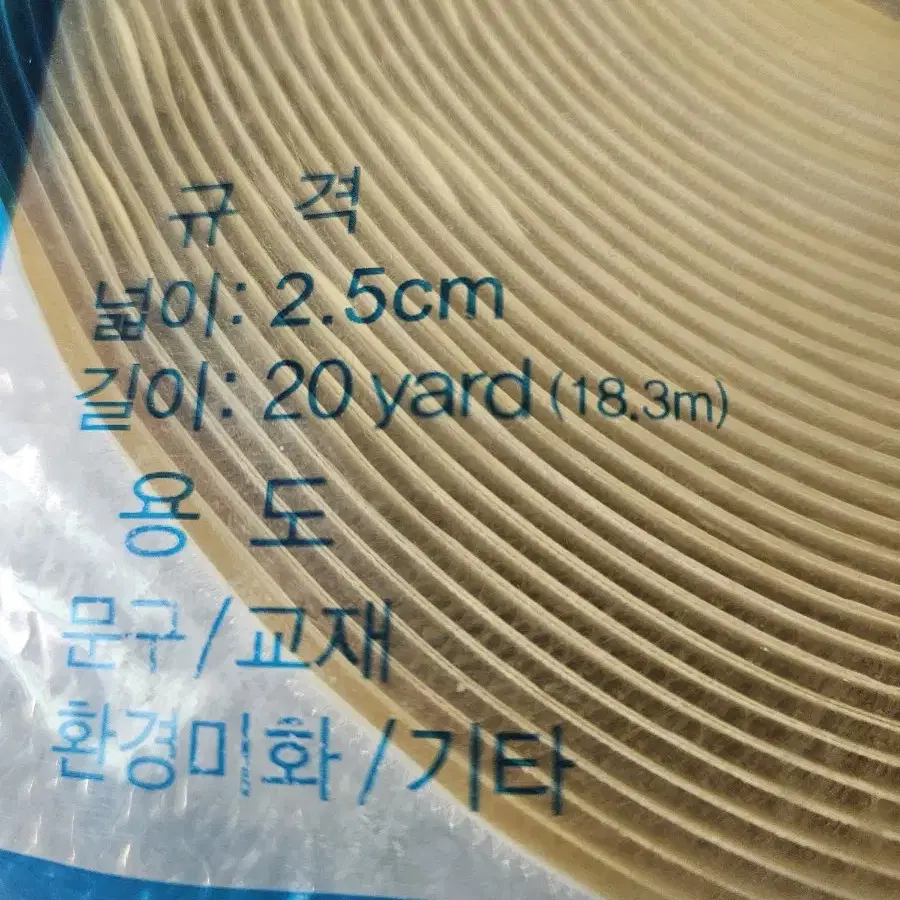 규 격
넓이: 2.5cm
길이: 20 yard (18.3m)
용 도
문구/교재
환경미화/기타